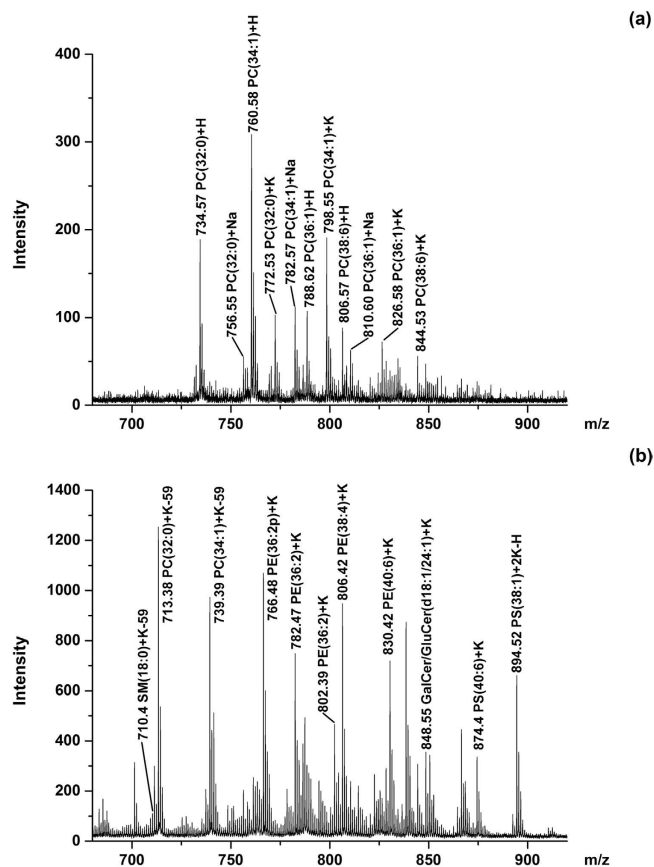 (a)
400
300
200
100
0
Intensity
734.57 PC(32:0)+H
756.55 PC(32:0)+Na
760.58 PC(34:1)+H
772.53 PC(32:0)+K
782.57 PC(34:1)+Na
788.62 PC(36:1)+H
798.55 PC(34:1)+K
806.57 PC(38:6)+H
810.60 PC(36:1)+Na
826.58 PC(36:1)+K
844.53 PC(38:6)+K
700
750
775
800
850
900
m/z
(b)
1400
1200
1000
800
600
400
200
0
Intensity
710.4 SM(18:0)+K-59
713.38 PC(32:0)+K-59
739.39 PC(34:1)+K-59
766.48 PE(36:2p)+K
782.47 PE(36:2)+K
802.39 PE(36:2)+K
806.42 PE(38:4)+K
830.42 PE(40:6)+K
848.55 GalCer/GluCer(d18:1/24:1)+K
874.4 PS(40:6)+K
894.52 PS(38:1)+2K-H
700
750
775
800
850
900
m/z